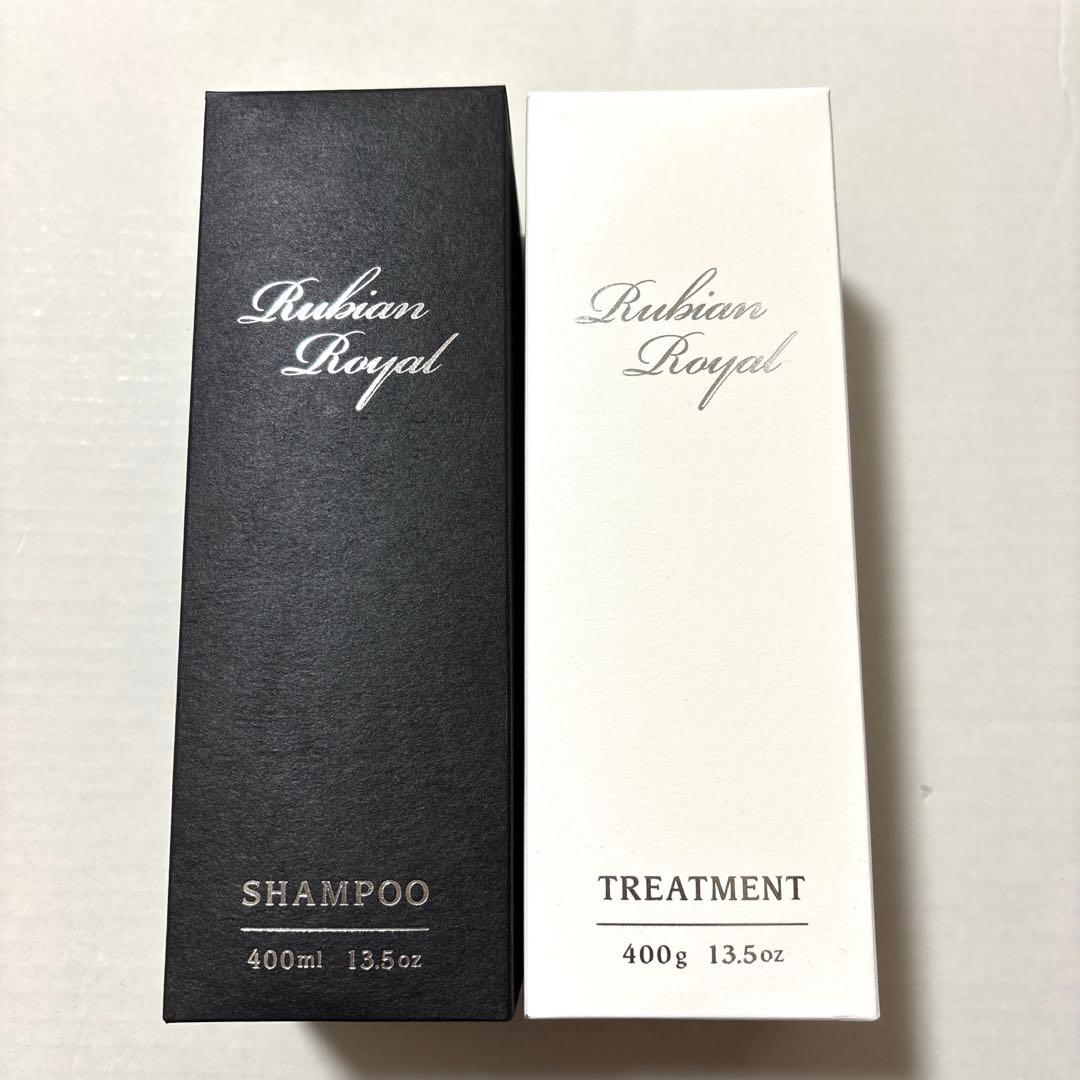 Rubian
Royal
SHAMPOO
400ml 13.5oz
Rubian
Royal
TREATMENT
400g 13.5oz